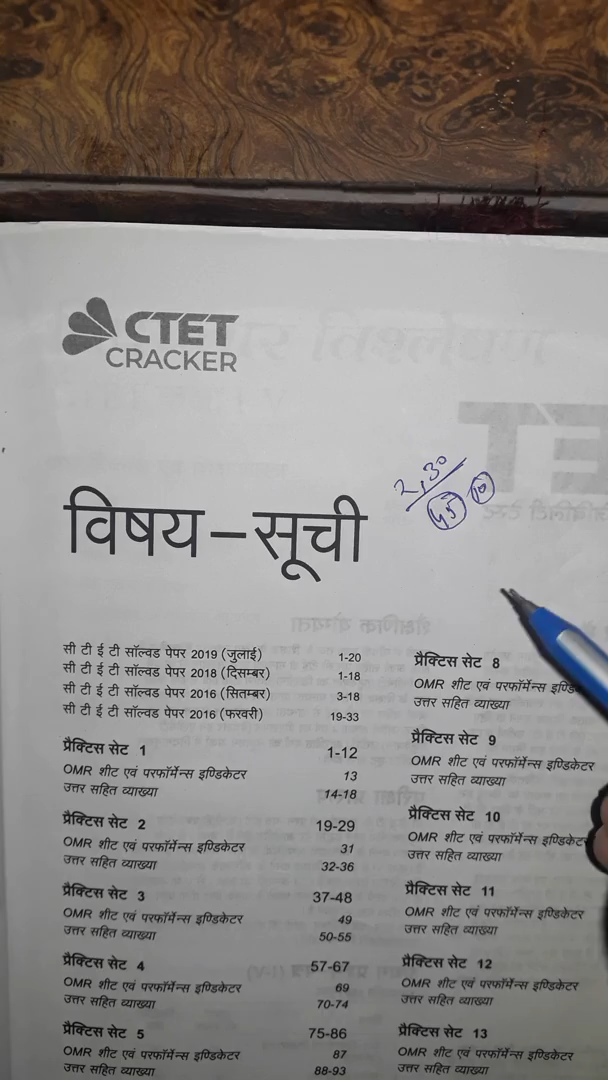 CTET
CRACKER
2,30
45 10
विषय-सूची
सी टी ई टी सॉल्वड पेपर 2019 (जुलाई) 1-20
सी टी ई टी सॉल्वड पेपर 2018 (दिसम्बर) 1-18
सी टी ई टी सॉल्वड पेपर 2016 (सितम्बर) 3-18
सी टी ई टी सॉल्वड पेपर 2016 (फरवरी) 19-33
प्रैक्टिस सेट 1 1-12
OMR शीट एवं परफॉर्मेन्स इण्डिकेटर 13
उत्तर सहित व्याख्या 14-18
प्रैक्टिस सेट 2 19-29
OMR शीट एवं परफॉर्मेन्स इण्डिकेटर 31
उत्तर सहित व्याख्या 32-36
प्रैक्टिस सेट 3 37-48
OMR शीट एवं परफॉर्मेन्स इण्डिकेटर 49
उत्तर सहित व्याख्या 50-55
प्रैक्टिस सेट 4 57-67
OMR शीट एवं परफॉर्मेन्स इण्डिकेटर 69
उत्तर सहित व्याख्या 70-74
प्रैक्टिस सेट 5 75-86
OMR शीट एवं परफॉर्मेन्स इण्डिकेटर 87
उत्तर सहित व्याख्या 88-93
प्रैक्टिस सेट 8
OMR शीट एवं परफॉर्मेन्स
उत्तर सहित व्याख्या
प्रैक्टिस सेट 9
OMR शीट एवं परफॉर्मेन्स इण्डिकेटर
उत्तर सहित व्याख्या
प्रैक्टिस सेट 10
OMR शीट एवं परफॉर्मेन्स इण्डिकेटर
उत्तर सहित व्याख्या
प्रैक्टिस सेट 11
OMR शीट एवं परफॉर्मेन्स इण्डिकेटर
उत्तर सहित व्याख्या
प्रैक्टिस सेट 12
OMR शीट एवं परफॉर्मेन्स इण्डिकेटर
उत्तर सहित व्याख्या
प्रैक्टिस सेट 13
OMR शीट एवं परफॉर्मेन्स इण्डिकेटर
उत्तर सहित व्याख्या